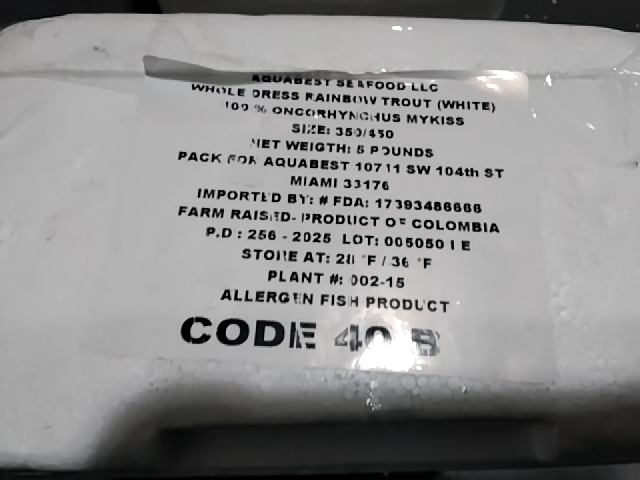 AQUABEST SEAFOOD LLC
WHOLE DRESS RAINBOW TROUT (WHITE)
100 % ONCORHYNCHUS MYKISS
SIZE: 350/450
NET WEIGTH: 5 POUNDS
PACK FOR AQUABEST 10711 SW 104th ST
MIAMI 33176
IMPORTED BY: # FDA: 17393486666
FARM RAISED- PRODUCT OF COLOMBIA
P.D : 256 - 2025 LOT: 005050 I E
STORE AT: 28 °F / 36 °F
PLANT #: 002-15
ALLERGEN FISH PRODUCT
CODE 40 B